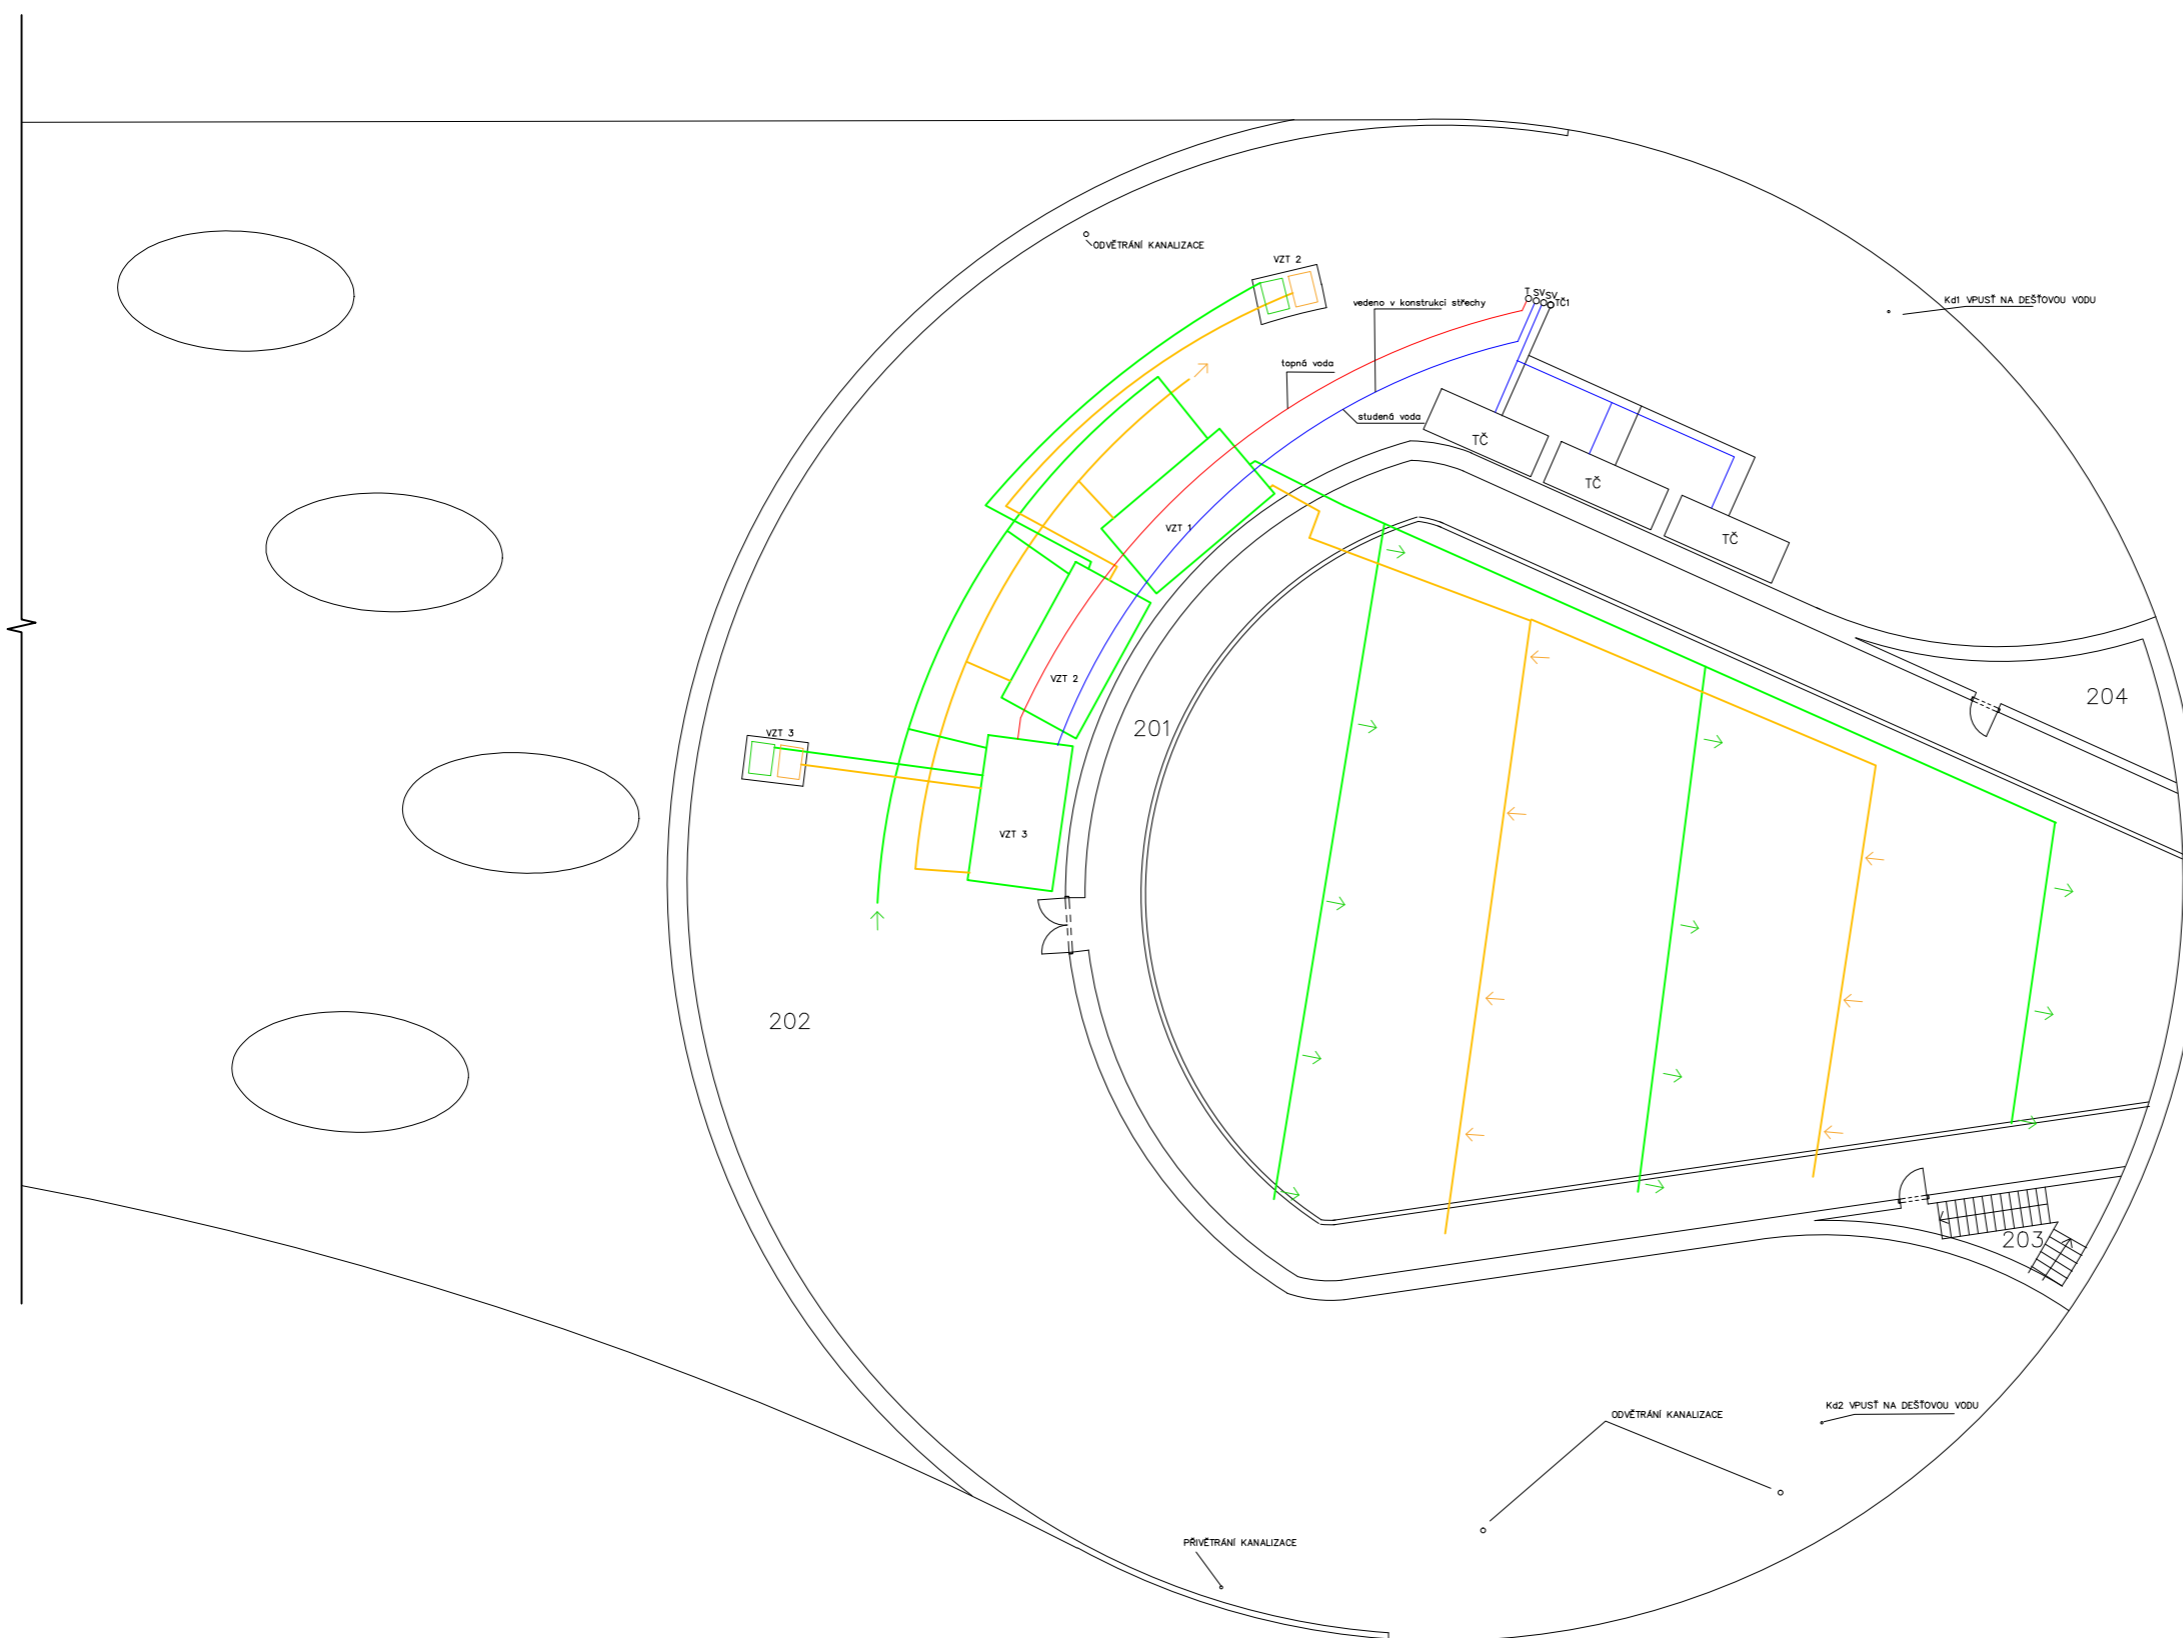 ODVĚTRÁNÍ KANALIZACE
VZT 2
T SV SV
TČ1
vedeno v konstrukci střechy
Kd1 VPUSŤ NA DEŠŤOVOU VODU
topná voda
studená voda
TČ
TČ
TČ
VZT 1
VZT 2
204
201
VZT 3
VZT 3
202
203
Kd2 VPUSŤ NA DEŠŤOVOU VODU
ODVĚTRÁNÍ KANALIZACE
PŘIVĚTRÁNÍ KANALIZACE